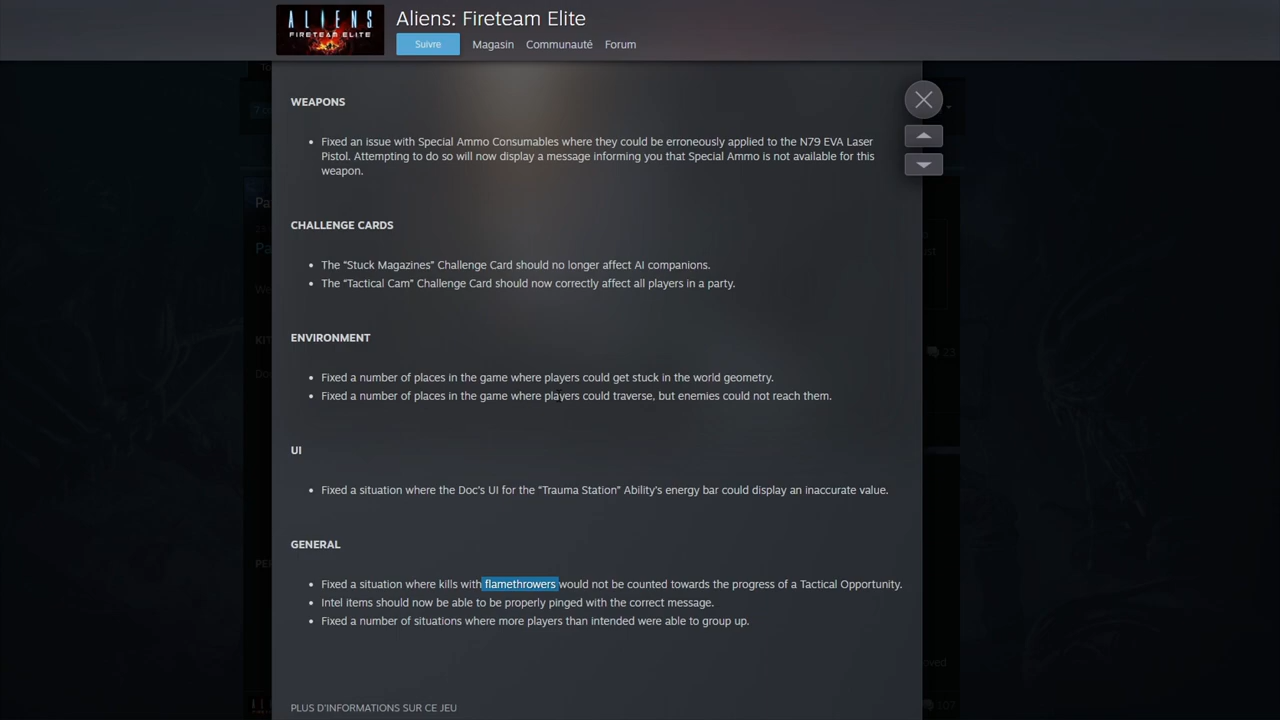 ALIENS
FIRETEAM ELITE
Aliens: Fireteam Elite
Suivre
Magasin
Communauté
Forum
WEAPONS
• Fixed an issue with Special Ammo Consumables where they could be erroneously applied to the N79 EVA Laser
Pistol. Attempting to do so will now display a message informing you that Special Ammo is not available for this
weapon.
CHALLENGE CARDS
• The “Stuck Magazines” Challenge Card should no longer affect AI companions.
• The “Tactical Cam” Challenge Card should now correctly affect all players in a party.
ENVIRONMENT
• Fixed a number of places in the game where players could get stuck in the world geometry.
• Fixed a number of places in the game where players could traverse, but enemies could not reach them.
UI
• Fixed a situation where the Doc’s UI for the “Trauma Station” Ability’s energy bar could display an inaccurate value.
GENERAL
• Fixed a situation where kills with flamethrowers would not be counted towards the progress of a Tactical Opportunity.
• Intel items should now be able to be properly pinged with the correct message.
• Fixed a number of situations where more players than intended were able to group up.
PLUS D'INFORMATIONS SUR CE JEU
23
107